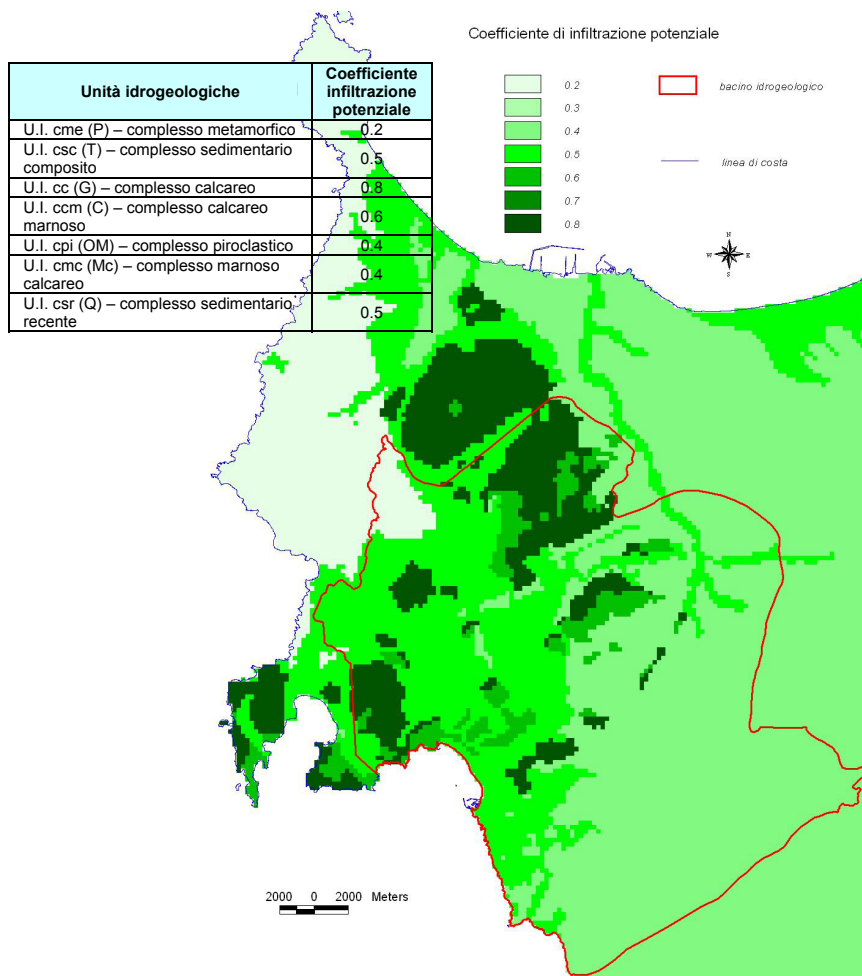 Coefficiente di infiltrazione potenziale
Unità idrogeologiche
Coefficiente
infiltrazione
potenziale
U.I. cme (P) – complesso metamorfico
0.2
U.I. csc (T) – complesso sedimentario
composito
0.5
U.I. cc (G) – complesso calcareo
0.8
U.I. ccm (C) – complesso calcareo
marnoso
0.6
U.I. cpi (OM) – complesso piroclastico
0.4
U.I. cmc (Mc) – complesso marnoso
calcareo
0.4
U.I. csr (Q) – complesso sedimentario
recente
0.5
0.2
0.3
0.4
0.5
0.6
0.7
0.8
bacino idrogeologico
linea di costa
N
W E
S
2000 0 2000 Meters